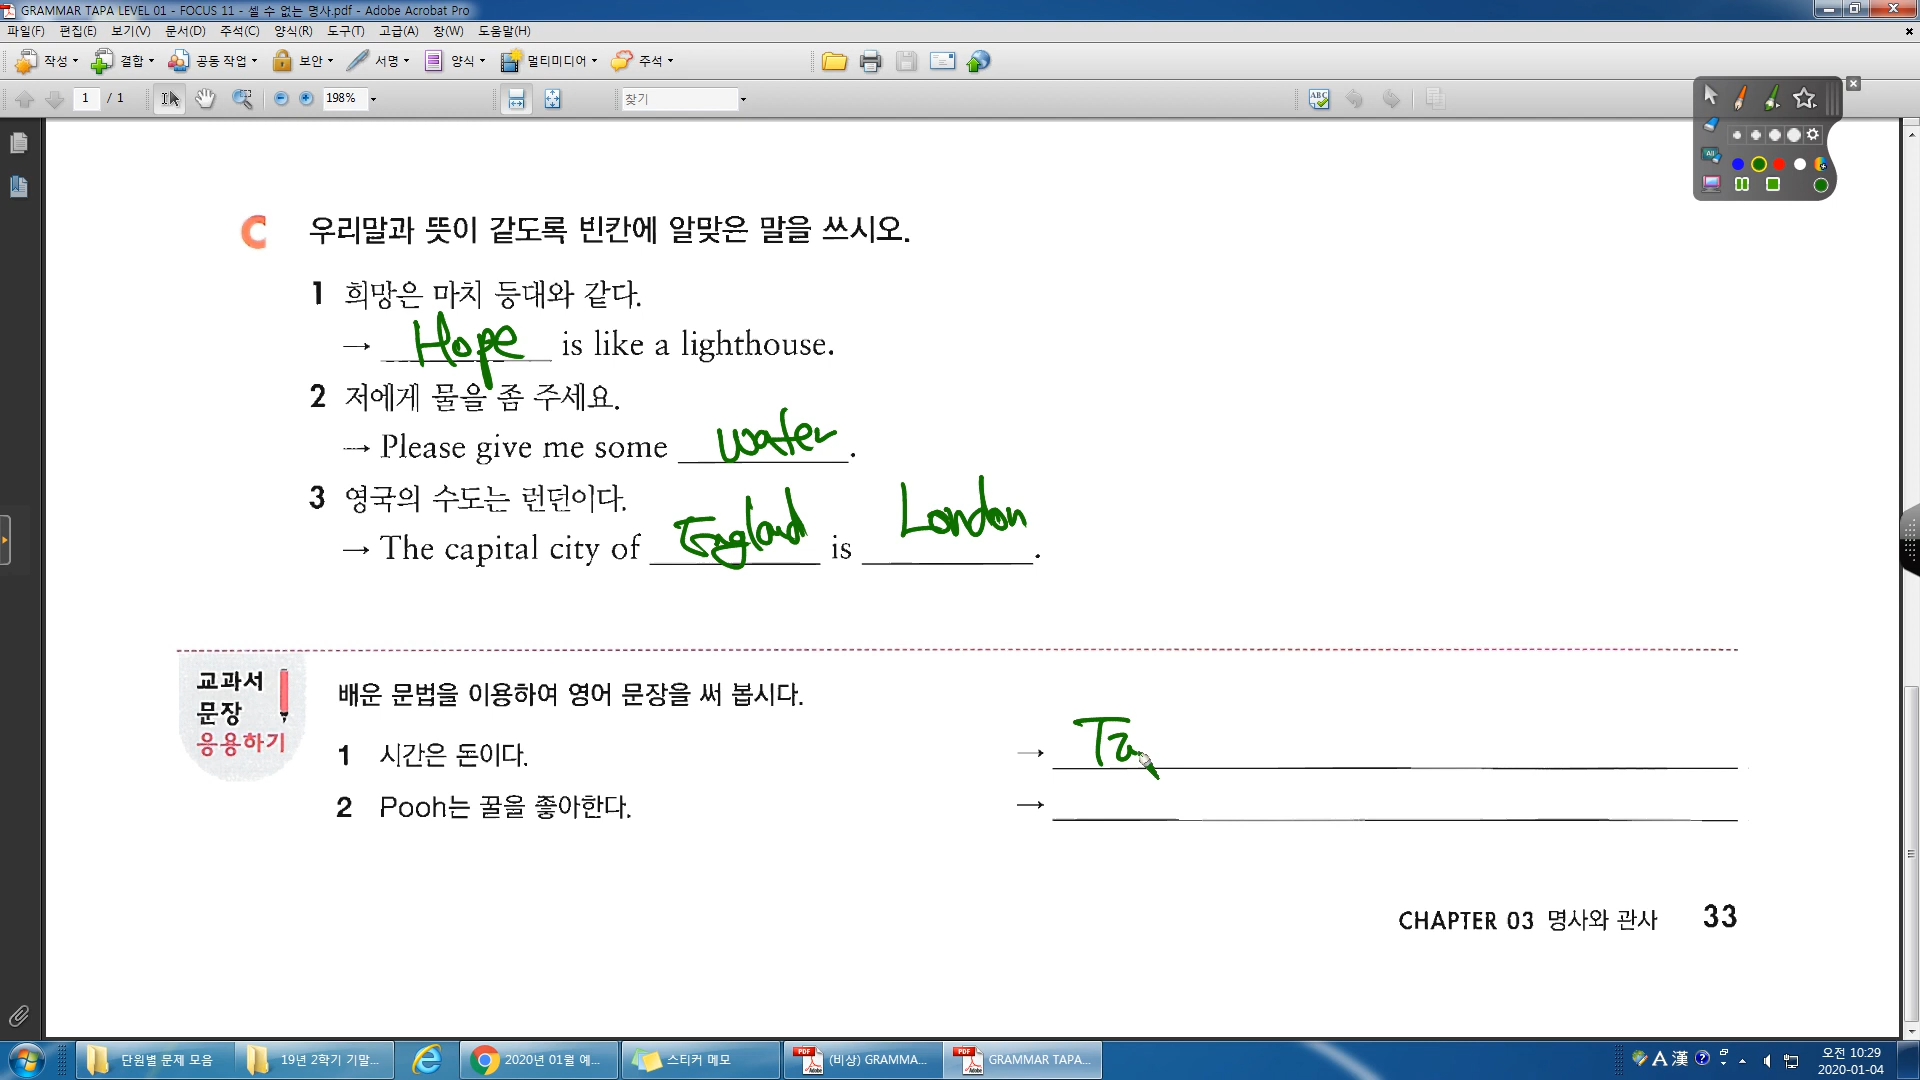 GRAMMAR TAPA LEVEL 01 - FOCUS 11 - 셀 수 없는 명사.pdf - Adobe Acrobat Pro
파일(F) 편집(E) 보기(V) 문서(D) 주석(C) 양식(R) 도구(T) 고급(A) 창(W) 도움말(H)
작성 결합 공동 작업 보안 서명 양식 멀티미디어 주석
1 / 1 198% 찾기
C 우리말과 뜻이 같도록 빈칸에 알맞은 말을 쓰시오.
1 희망은 마치 등대와 같다.
→ Hope is like a lighthouse.
2 저에게 물을 좀 주세요.
→ Please give me some water.
3 영국의 수도는 런던이다.
→ The capital city of England is London.
교과서
문장
응용하기
배운 문법을 이용하여 영어 문장을 써 봅시다.
1 시간은 돈이다. →
2 Pooh는 꿀을 좋아한다. →
CHAPTER 03 명사와 관사 33
단원별 문제 모음 19년 2학기 기말... 2020년 01월 예... 스티커 메모 (비상) GRAMMA... GRAMMAR TAPA... A 漢 오전 10:29
2020-01-04